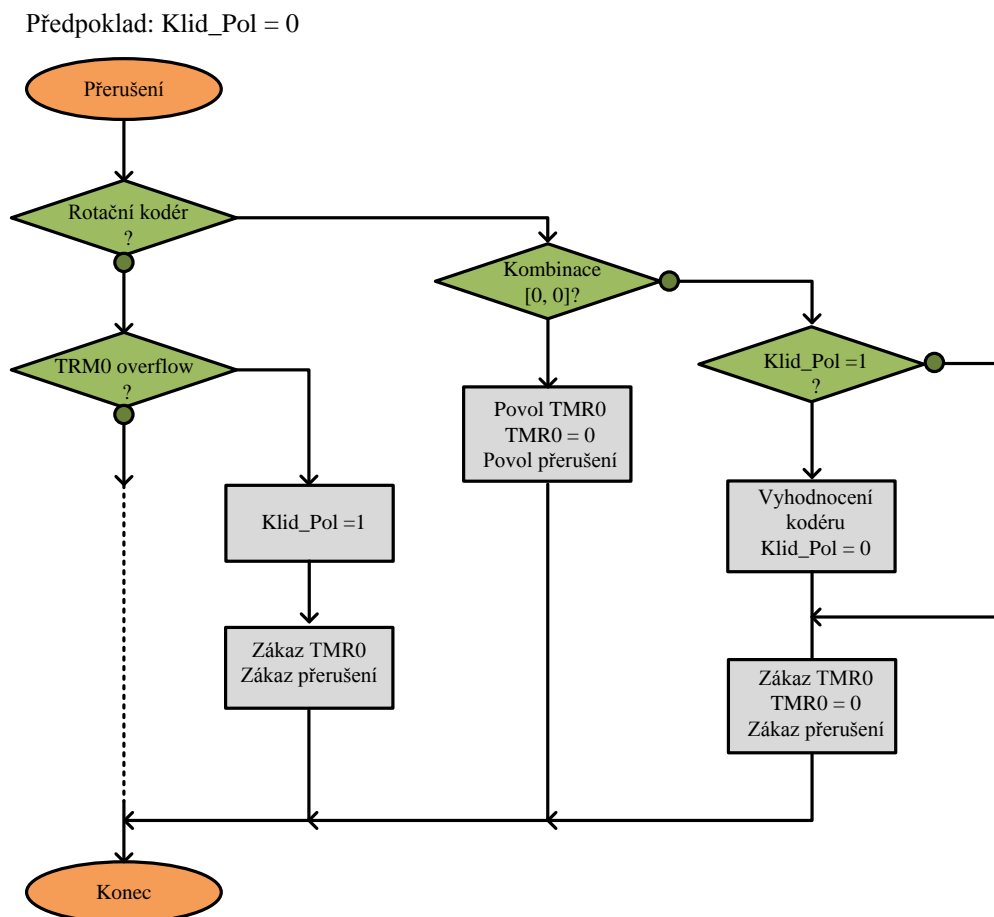 Předpoklad: Klid_Pol = 0
Přerušení
Rotační kodér
?
Kombinace
[0, 0]?
TRM0 overflow
?
Klid_Pol =1
?
Povol TMR0
TMR0 = 0
Povol přerušení
Klid_Pol =1
Vyhodnocení
kodéru
Klid_Pol = 0
Zákaz TMR0
Zákaz přerušení
Zákaz TMR0
TMR0 = 0
Zákaz přerušení
Konec